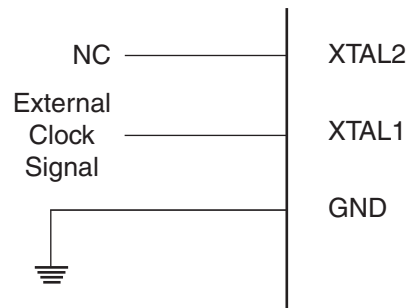 NC
XTAL2
External
Clock
Signal
XTAL1
GND